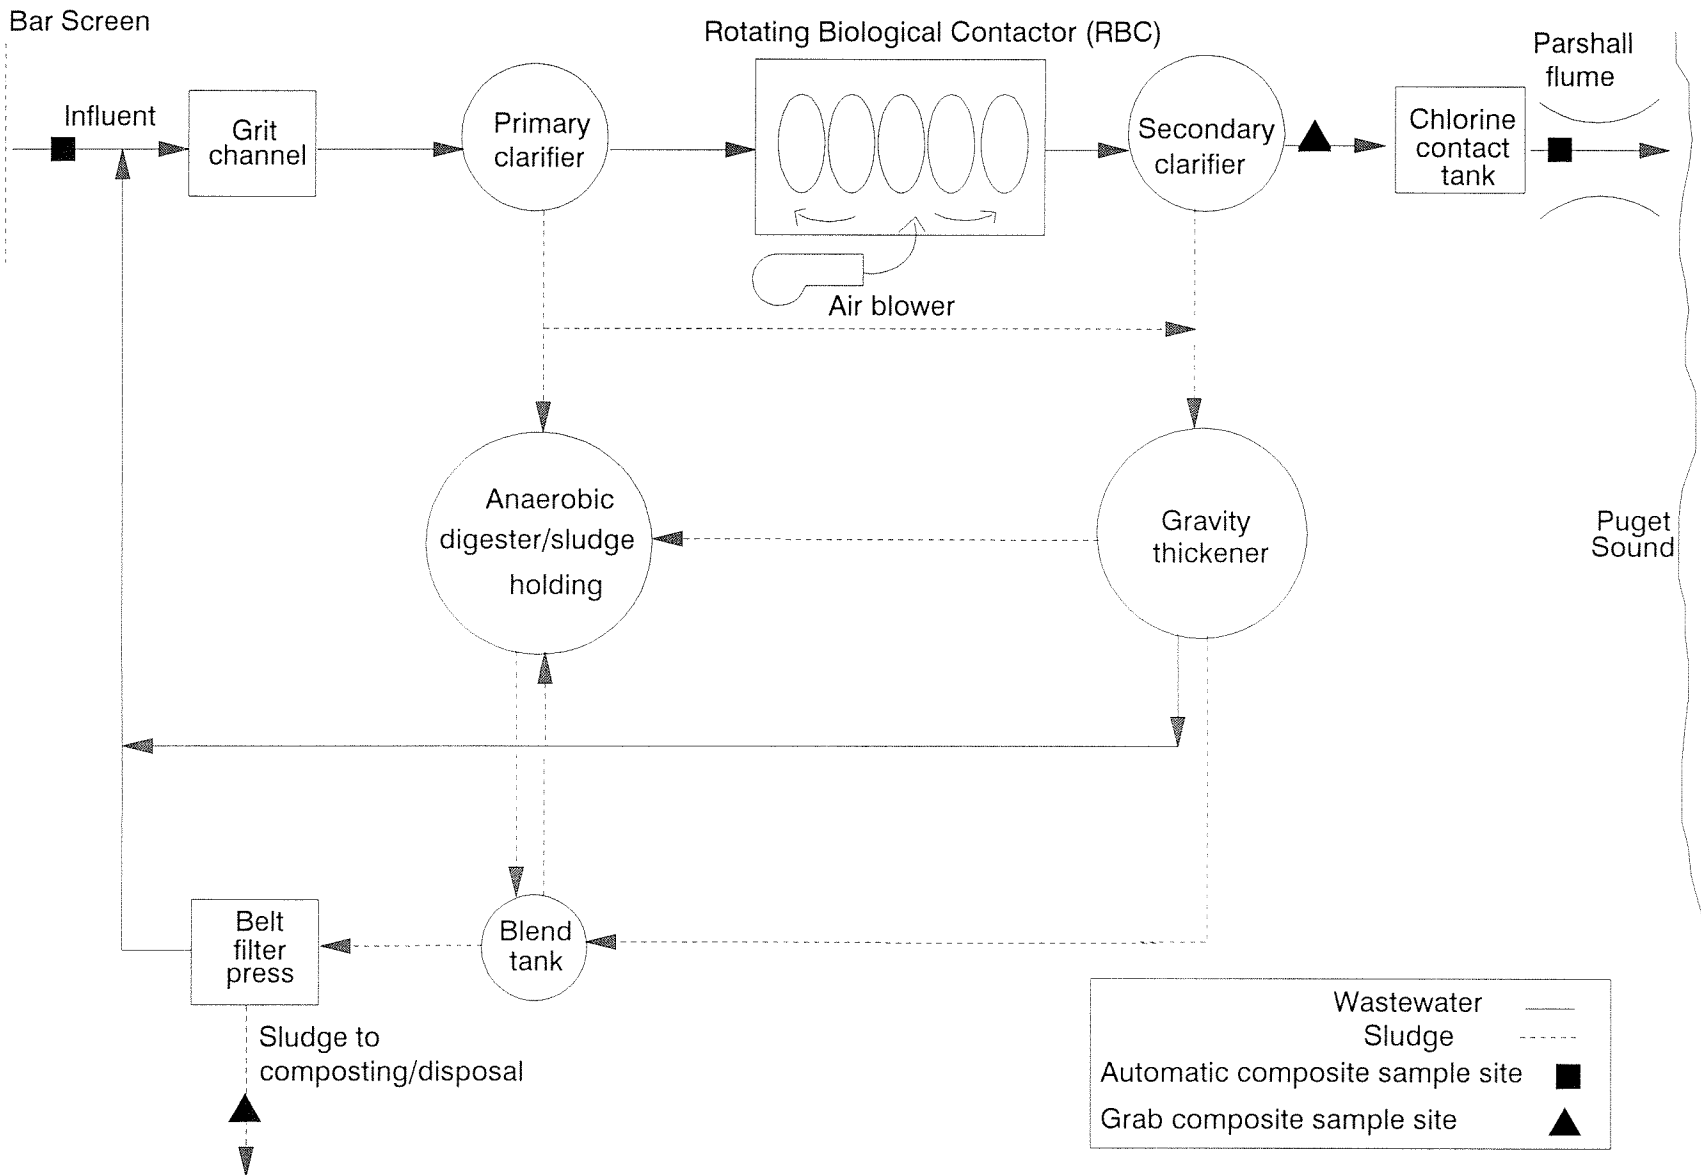 Bar Screen
Rotating Biological Contactor (RBC)
Parshall
flume
Influent
Grit
channel
Primary
clarifier
Secondary
clarifier
Chlorine
contact
tank
Air blower
Anaerobic
digester/sludge
holding
Gravity
thickener
Puget
Sound
Belt
filter
press
Blend
tank
Sludge to
composting/disposal
Wastewater
Sludge
Automatic composite sample site
Grab composite sample site